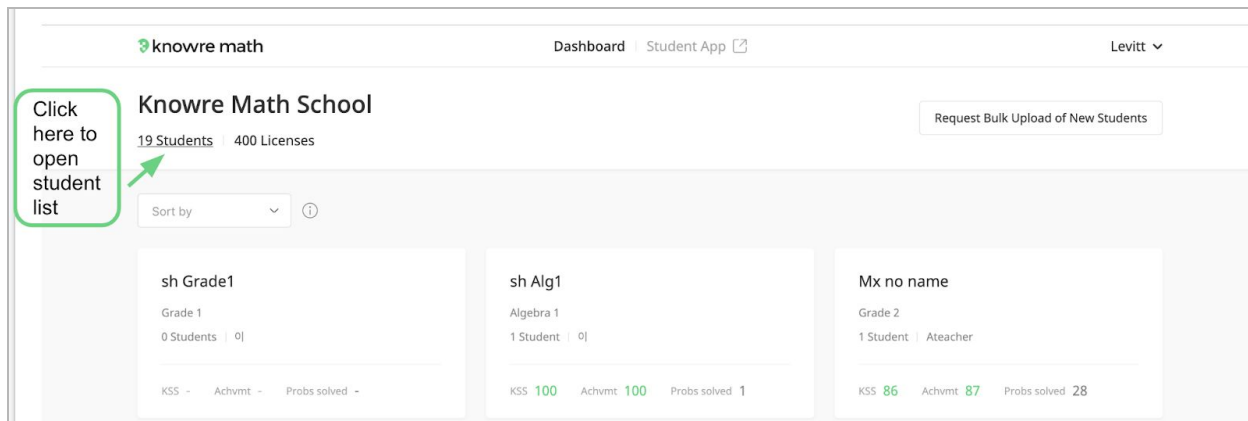 knowre math
Dashboard Student App
Levitt
Click
here to
open
student
list
Knowre Math School
19 Students 400 Licenses
Request Bulk Upload of New Students
Sort by
sh Grade1
Grade 1
0 Students 이
KSS - Achvmt - Probs solved -
sh Alg1
Algebra 1
1 Student 이
KSS 100 Achvmt 100 Probs solved 1
Mx no name
Grade 2
1 Student Ateacher
KSS 86 Achvmt 87 Probs solved 28